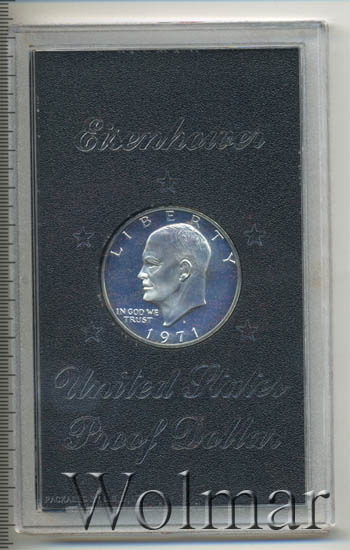 Eisenhower
LIBERTY
IN GOD WE
TRUST
1971
United States
Proof Dollar
Wolmar